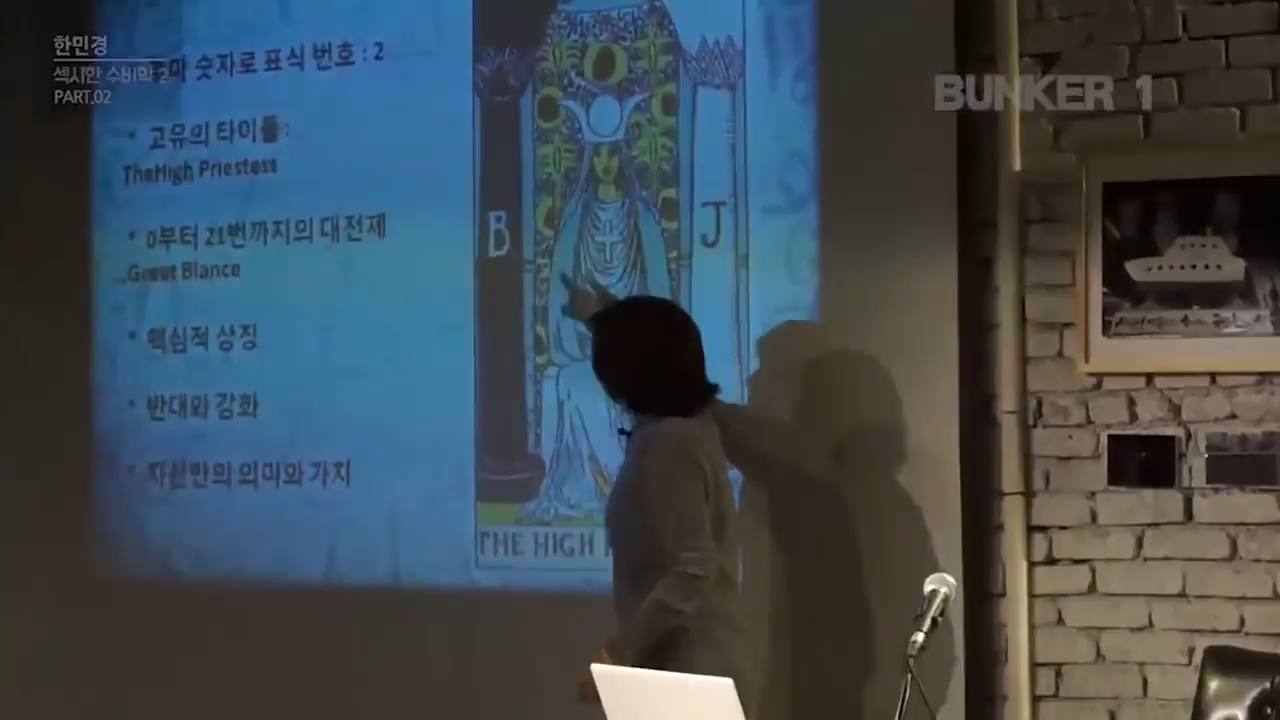 한민경
섹시한 수비학 2
PART.02
BUNKER 1
숫자로 표식 번호 : 2
• 고유의 타이틀 :
TheHigh Priestess
• 0부터 21번까지의 대전제
..Great Blance
• 핵심적 상징
• 반대와 강화
• 자신만의 의미와 가치
B
J
THE HIGH